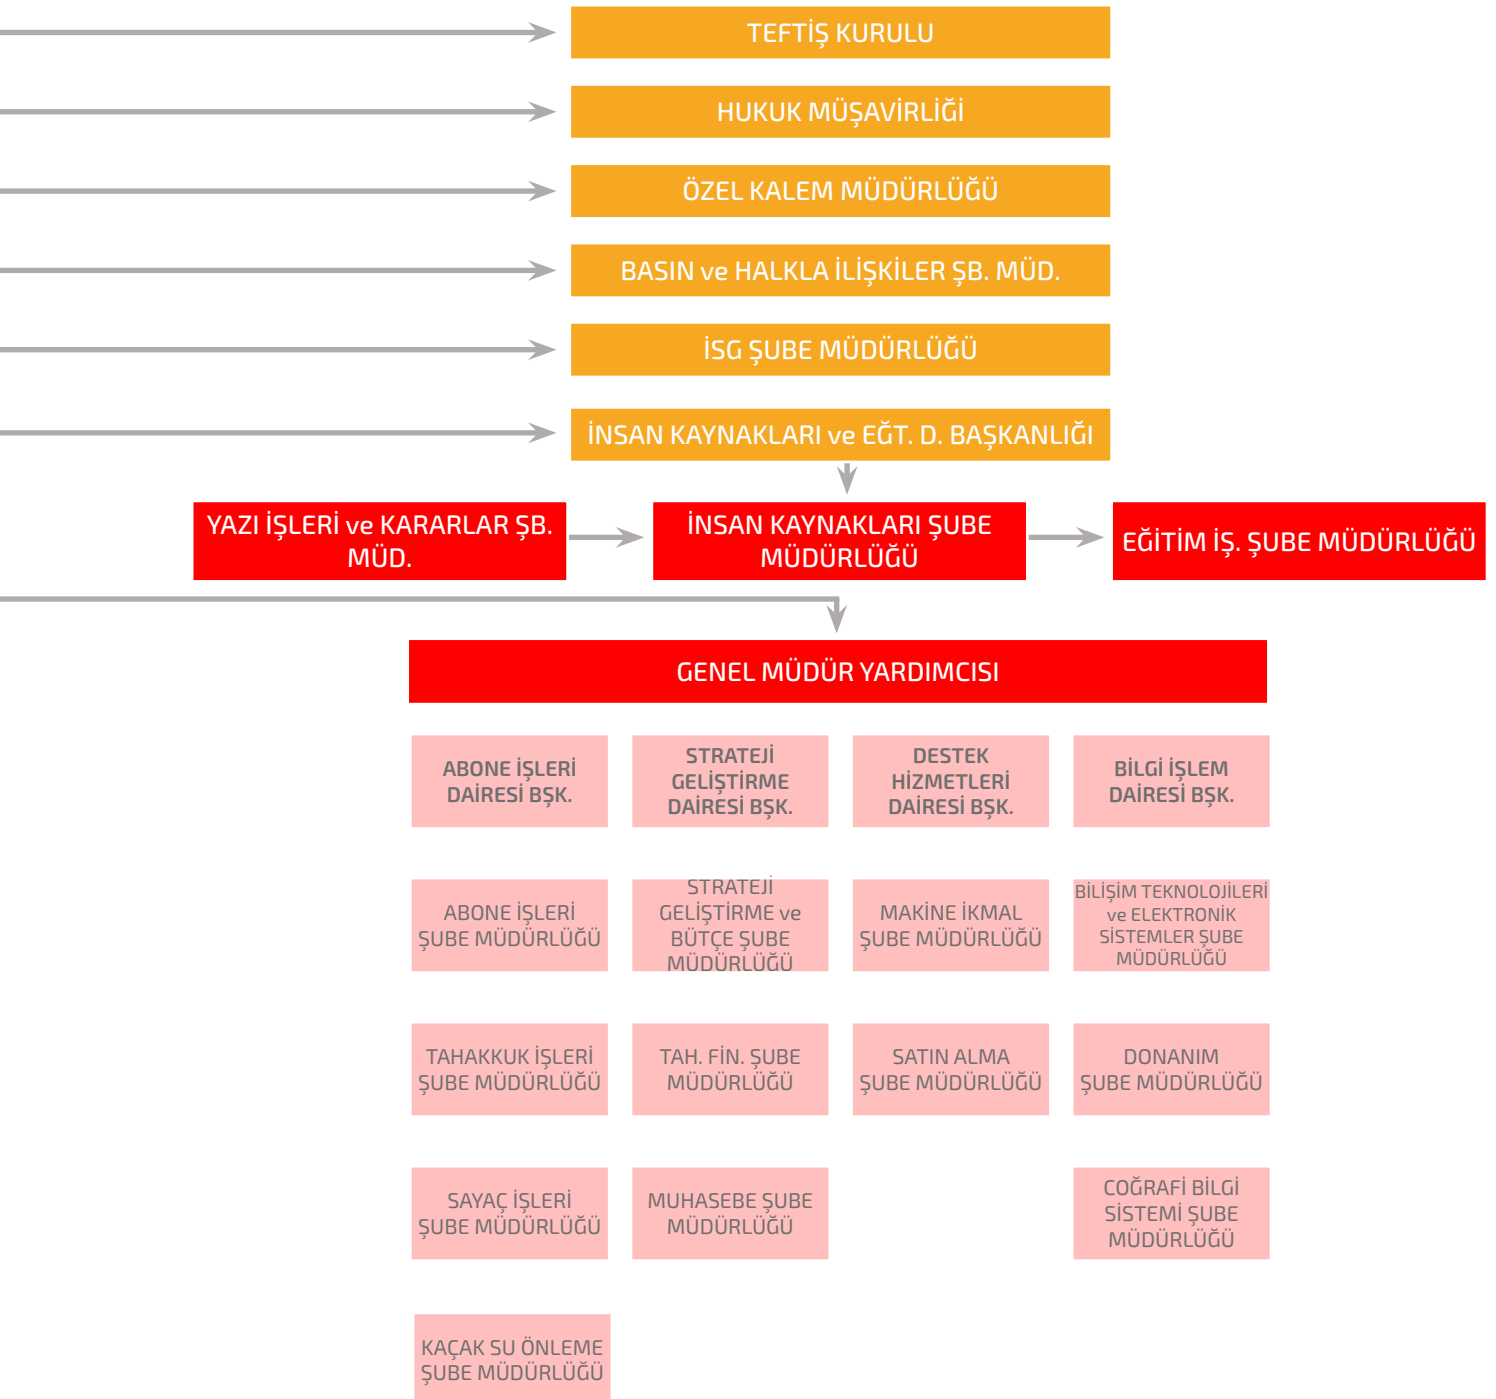 TEFTİŞ KURULU
HUKUK MÜŞAVİRLİĞİ
ÖZEL KALEM MÜDÜRLÜĞÜ
BASIN ve HALKLA İLİŞKİLER ŞB. MÜD.
İSG ŞUBE MÜDÜRLÜĞÜ
İNSAN KAYNAKLARI ve EĞT. D. BAŞKANLIĞI
YAZI İŞLERİ ve KARARLAR ŞB.
MÜD.
İNSAN KAYNAKLARI ŞUBE
MÜDÜRLÜĞÜ
EĞİTİM İŞ. ŞUBE MÜDÜRLÜĞÜ
GENEL MÜDÜR YARDIMCISI
ABONE İŞLERİ
DAİRESİ BŞK.
STRATEJİ
GELİŞTİRME
DAİRESİ BŞK.
DESTEK
HİZMETLERİ
DAİRESİ BŞK.
BİLGİ İŞLEM
DAİRESİ BŞK.
ABONE İŞLERİ
ŞUBE MÜDÜRLÜĞÜ
STRATEJİ
GELİŞTİRME ve
BÜTÇE ŞUBE
MÜDÜRLÜĞÜ
MAKİNE İKMAL
ŞUBE MÜDÜRLÜĞÜ
BİLİŞİM TEKNOLOJİLERİ
ve ELEKTRONİK
SİSTEMLER ŞUBE
MÜDÜRLÜĞÜ
TAHAKKUK İŞLERİ
ŞUBE MÜDÜRLÜĞÜ
TAH. FİN. ŞUBE
MÜDÜRLÜĞÜ
SATIN ALMA
ŞUBE MÜDÜRLÜĞÜ
DONANIM
ŞUBE MÜDÜRLÜĞÜ
SAYAÇ İŞLERİ
ŞUBE MÜDÜRLÜĞÜ
MUHASEBE ŞUBE
MÜDÜRLÜĞÜ
COĞRAFİ BİLGİ
SİSTEMİ ŞUBE
MÜDÜRLÜĞÜ
KAÇAK SU ÖNLEME
ŞUBE MÜDÜRLÜĞÜ